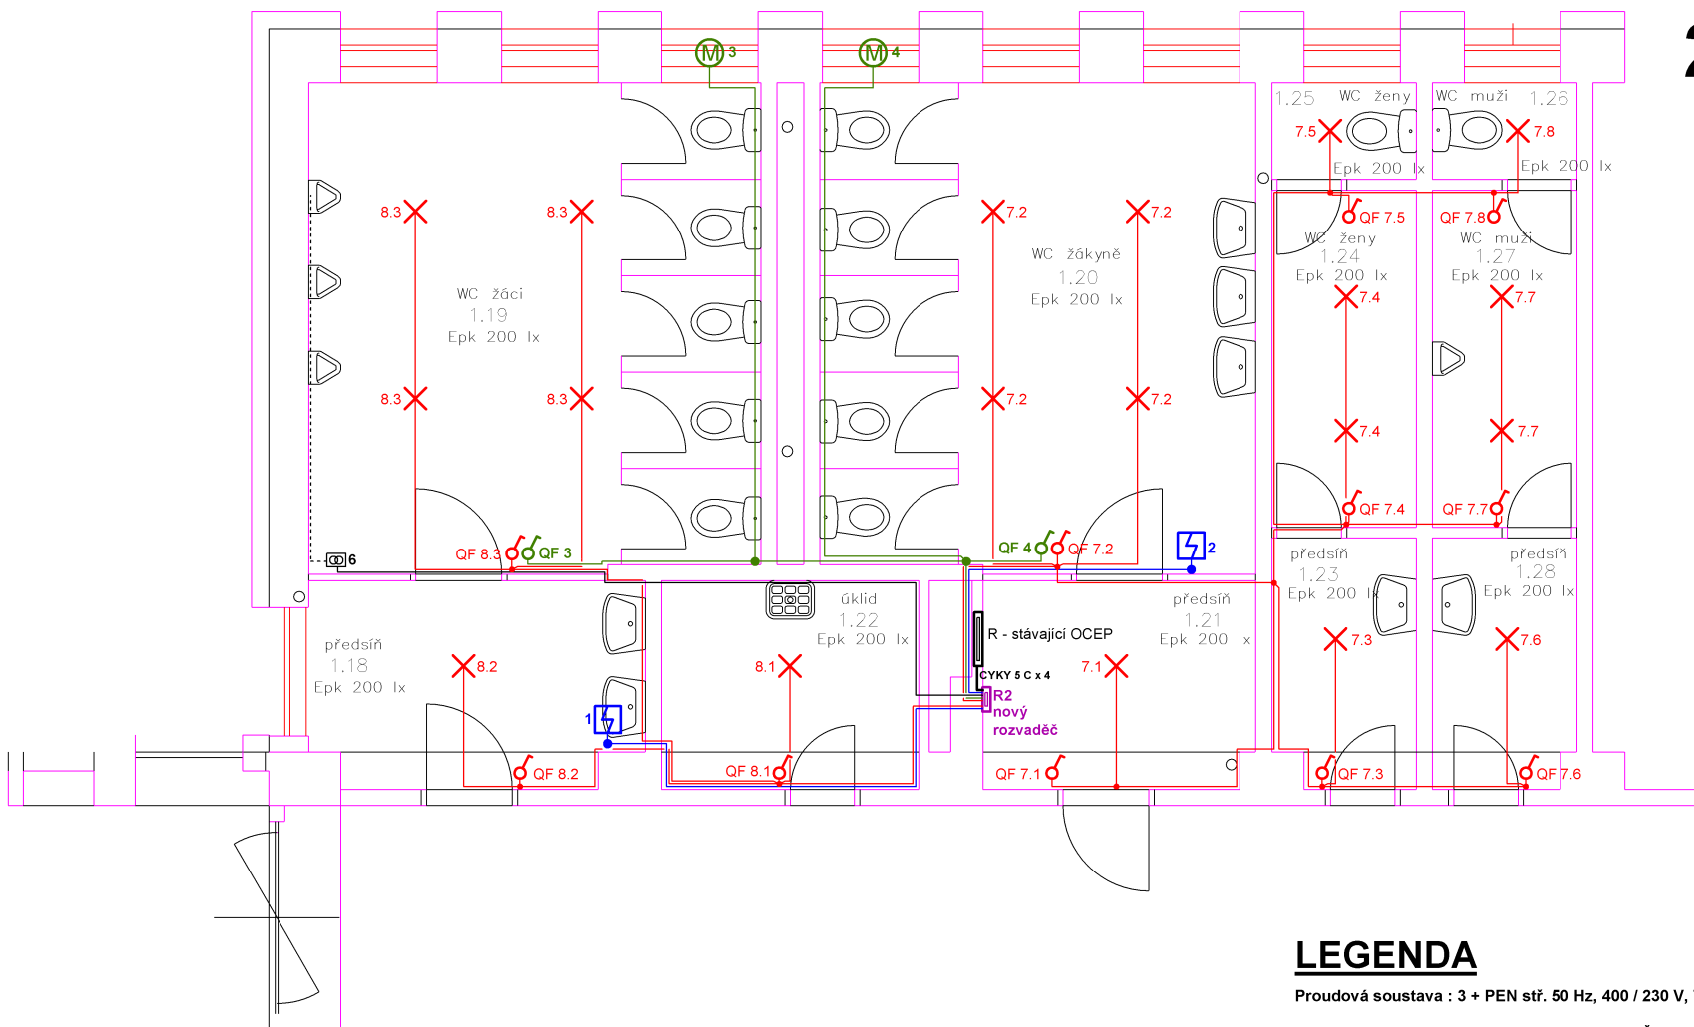 2
M 3
M 4
1.25 WC ženy
WC muži 1.26
7.5
7.8
Epk 200 lx
Epk 200 lx
8.3
8.3
7.2
7.2
QF 7.5
QF 7.8
WC ženy
1.24
Epk 200 lx
WC muži
1.27
Epk 200 lx
WC žáci
1.19
Epk 200 lx
WC žákyně
1.20
Epk 200 lx
7.4
7.7
8.3
8.3
7.2
7.2
7.4
7.7
QF 7.4
QF 7.7
6
QF 8.3
QF 3
QF 4
QF 7.2
2
předsíň
1.23
Epk 200 lx
předsíň
1.28
Epk 200 lx
předsíň
1.18
Epk 200 lx
úklid
1.22
Epk 200 lx
R - stávající OCEP
předsíň
1.21
Epk 200 x
8.2
8.1
7.1
7.3
7.6
CYKY 5 C x 4
R2
nový
rozvaděč
1
QF 8.2
QF 8.1
QF 7.1
QF 7.3
QF 7.6
LEGENDA
Proudová soustava : 3 + PEN stř. 50 Hz, 400 / 230 V,